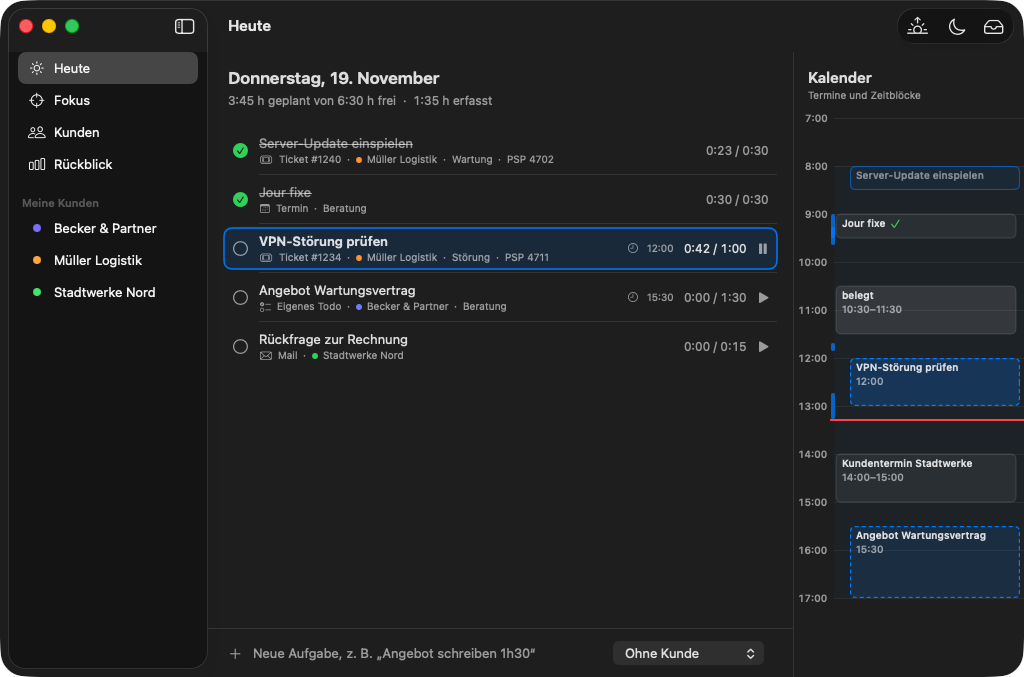 Heute
Heute
Fokus
Kunden
Rückblick
Meine Kunden
Becker & Partner
Müller Logistik
Stadtwerke Nord
Donnerstag, 19. November
3:45 h geplant von 6:30 h frei · 1:35 h erfasst
Server-Update einspielen
0:23 / 0:30
Ticket #1240 · Müller Logistik · Wartung · PSP 4702
Jour fixe
0:30 / 0:30
Termin · Beratung
VPN-Störung prüfen
12:00 0:42 / 1:00
Ticket #1234 · Müller Logistik · Störung · PSP 4711
Angebot Wartungsvertrag
15:30 0:00 / 1:30
Eigenes Todo · Becker & Partner · Beratung
Rückfrage zur Rechnung
0:00 / 0:15
Mail · Stadtwerke Nord
+ Neue Aufgabe, z. B. „Angebot schreiben 1h30“
Ohne Kunde
Kalender
Termine und Zeitblöcke
7:00
8:00
Server-Update einspielen
9:00
Jour fixe ✓
10:00
belegt
10:30–11:30
11:00
12:00
VPN-Störung prüfen
12:00
13:00
14:00
Kundentermin Stadtwerke
14:00–15:00
15:00
Angebot Wartungsvertrag
15:30
16:00
17:00